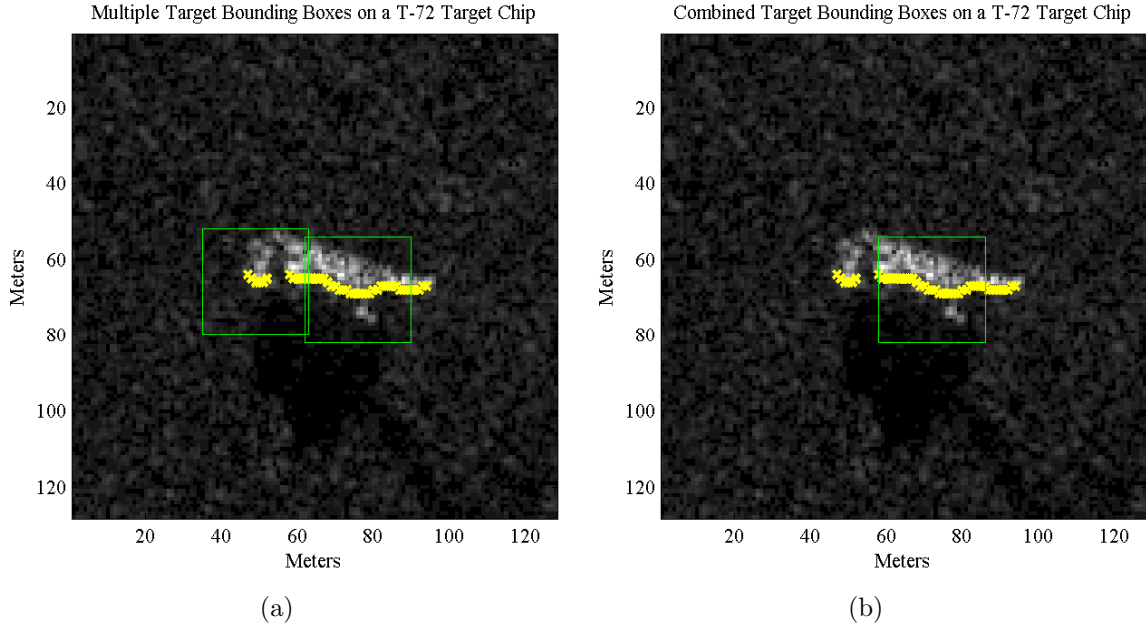 Multiple Target Bounding Boxes on a T-72 Target Chip
Meters
20
40
60
80
100
120
20 40 60 80 100 120
Meters
(a)
Combined Target Bounding Boxes on a T-72 Target Chip
Meters
20
40
60
80
100
120
20 40 60 80 100 120
Meters
(b)